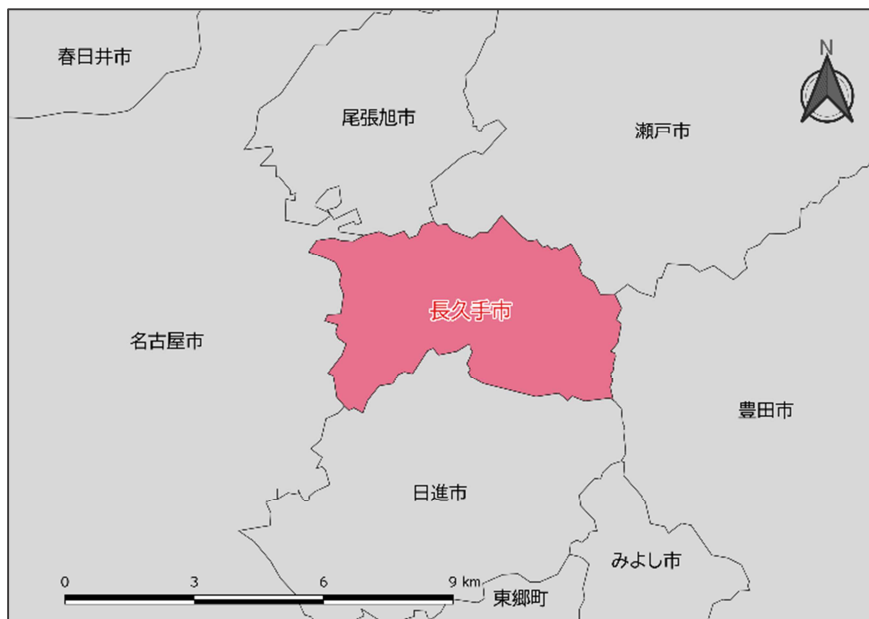 春日井市
N
尾張旭市
瀬戸市
長久手市
名古屋市
豊田市
日進市
みよし市
0 3 6 9 km
東郷町